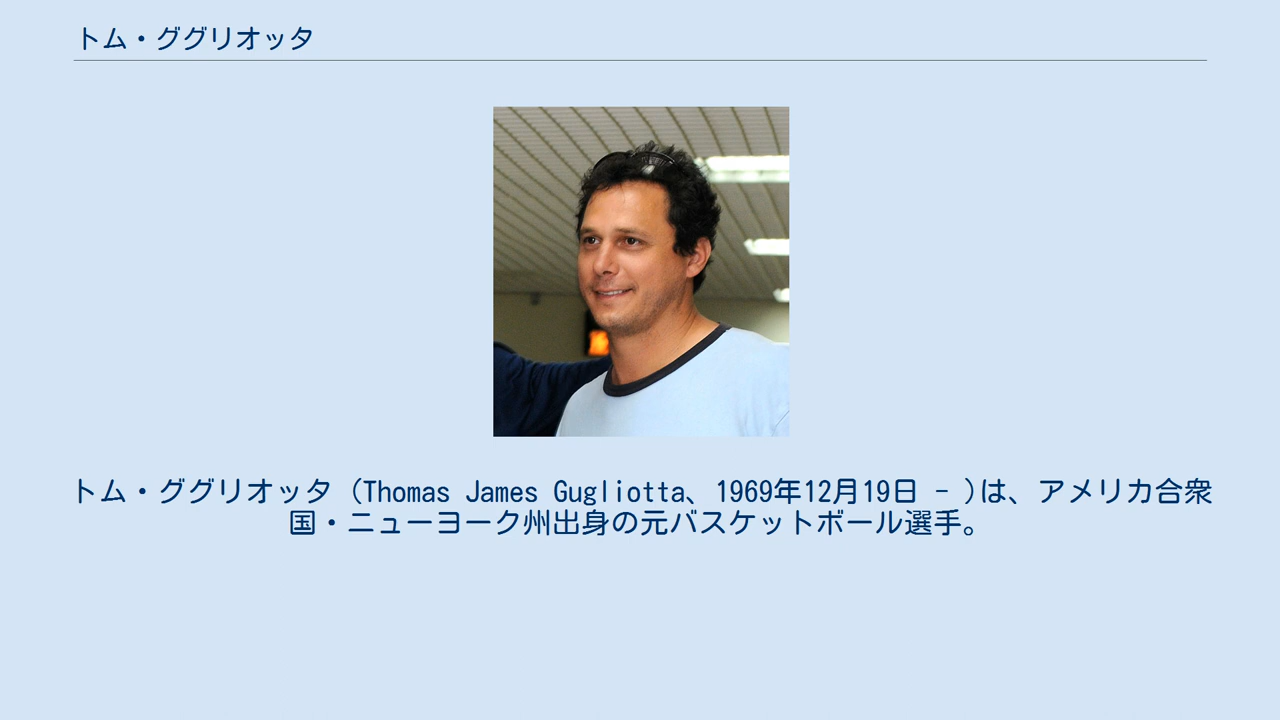 トム・ググリオッタ
トム・ググリオッタ (Thomas James Gugliotta、1969年12月19日 - )は、アメリカ合衆
国・ニューヨーク州出身の元バスケットボール選手。